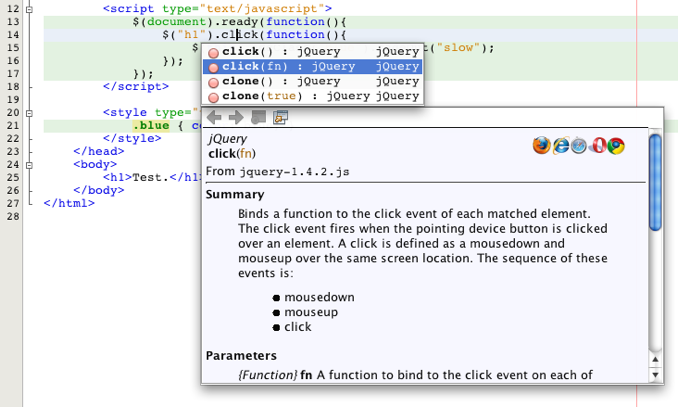 12 <script type="text/javascript">
13 $(document).ready(function(){
14 $("h1").click(function(){
15 $ t("slow");
16 });
17 });
18 </script>
19
20 <style type="
21 .blue { co
22 </style>
23 </head>
24 <body>
25 <h1>Test.</h1>
26 </body>
27 </html>
28
click() : jQuery jQuery
click(fn) : jQuery jQuery
clone() : jQuery jQuery
clone(true) : jQuery jQuery
jQuery
click(fn)
From jquery-1.4.2.js
Summary
Binds a function to the click event of each matched element.
The click event fires when the pointing device button is clicked
over an element. A click is defined as a mousedown and
mouseup over the same screen location. The sequence of these
events is:
mousedown
mouseup
click
Parameters
{Function} fn A function to bind to the click event on each of